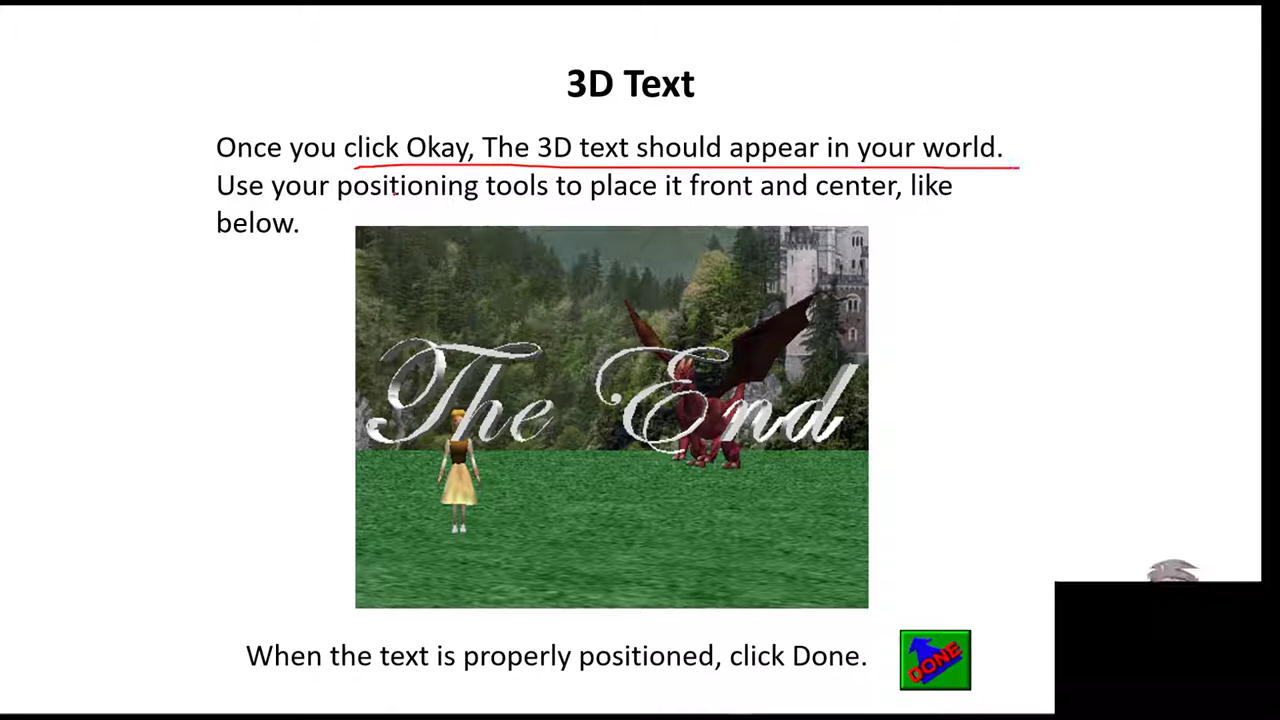 3D Text
Once you click Okay, The 3D text should appear in your world.
Use your positioning tools to place it front and center, like
below.
The End
When the text is properly positioned, click Done.
DONE